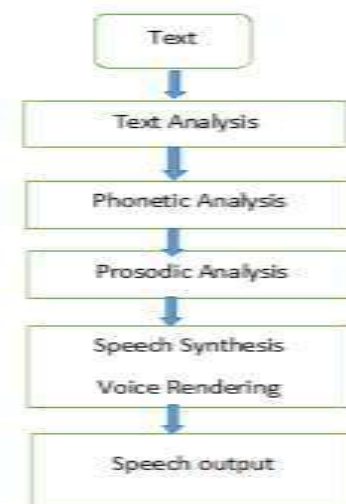 Text
Text Analysis
Phonetic Analysis
Prosodic Analysis
Speech Synthesis
Voice Rendering
Speech output